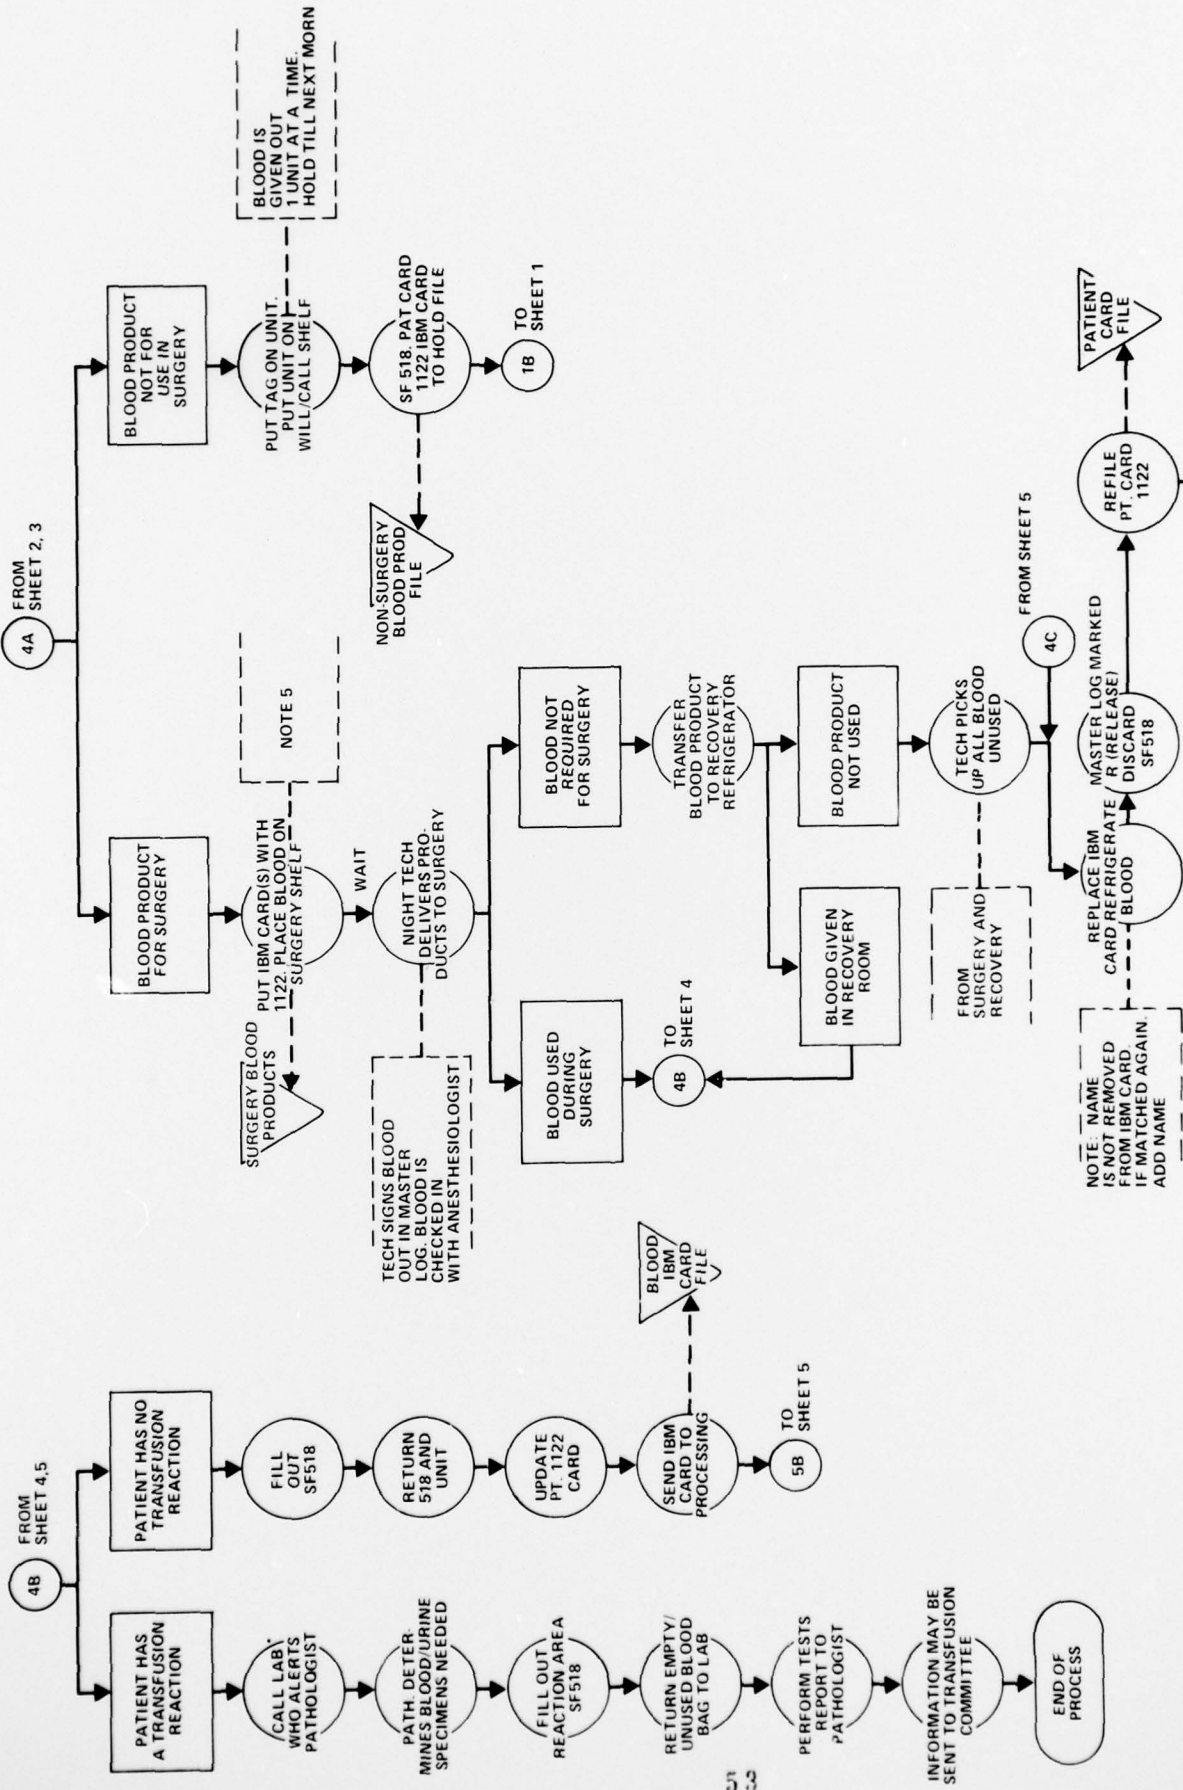 4B
FROM
SHEET 4,5
PATIENT HAS
A TRANSFUSION
REACTION
CALL LAB
WHO ALERTS
PATHOLOGIST
PATH. DETER-
MINES BLOOD/URINE
SPECIMENS NEEDED
FILL OUT
REACTION AREA
SF518
RETURN EMPTY/
UNUSED BLOOD
BAG TO LAB
PERFORM TESTS
REPORT TO
PATHOLOGIST
INFORMATION MAY BE
SENT TO TRANSFUSION
COMMITTEE
END OF
PROCESS
PATIENT HAS NO
TRANSFUSION
REACTION
FILL
OUT
SF518
RETURN
518 AND
UNIT
UPDATE
PT. 1122
CARD
SEND IBM
CARD TO
PROCESSING
BLOOD
IBM
CARD
FILE
5B
TO
SHEET 5
4A
FROM
SHEET 2, 3
BLOOD PRODUCT
FOR SURGERY
PUT IBM CARD(S) WITH
1122. PLACE BLOOD ON
SURGERY SHELF
NOTE 5
SURGERY BLOOD
PRODUCTS
WAIT
NIGHT TECH
DELIVERS PRO-
DUCTS TO SURGERY
TECH SIGNS BLOOD
OUT IN MASTER
LOG. BLOOD IS
CHECKED IN
WITH ANESTHESIOLOGIST
BLOOD USED
DURING
SURGERY
4B
TO
SHEET 4
BLOOD NOT
REQUIRED
FOR SURGERY
TRANSFER
BLOOD PRODUCT
TO RECOVERY
REFRIGERATOR
BLOOD GIVEN
IN RECOVERY
ROOM
BLOOD PRODUCT
NOT USED
TECH PICKS
UP ALL BLOOD
UNUSED
FROM
SURGERY AND
RECOVERY
4C
FROM SHEET 5
REPLACE IBM
CARD REFRIGERATE
BLOOD
NOTE: NAME
IS NOT REMOVED
FROM IBM CARD.
IF MATCHED AGAIN.
ADD NAME
MASTER LOG MARKED
R (RELEASE)
DISCARD
SF518
REFILE
PT. CARD
1122
PATIENT/
CARD
FILE
BLOOD PRODUCT
NOT FOR
USE IN
SURGERY
PUT TAG ON UNIT.
PUT UNIT ON
WILL/CALL SHELF
BLOOD IS
GIVEN OUT
1 UNIT AT A TIME.
HOLD TILL NEXT MORN
SF 518. PAT CARD
1122 IBM CARD
TO HOLD FILE
NON-SURGERY
BLOOD PROD
FILE
1B
TO
SHEET 1
53